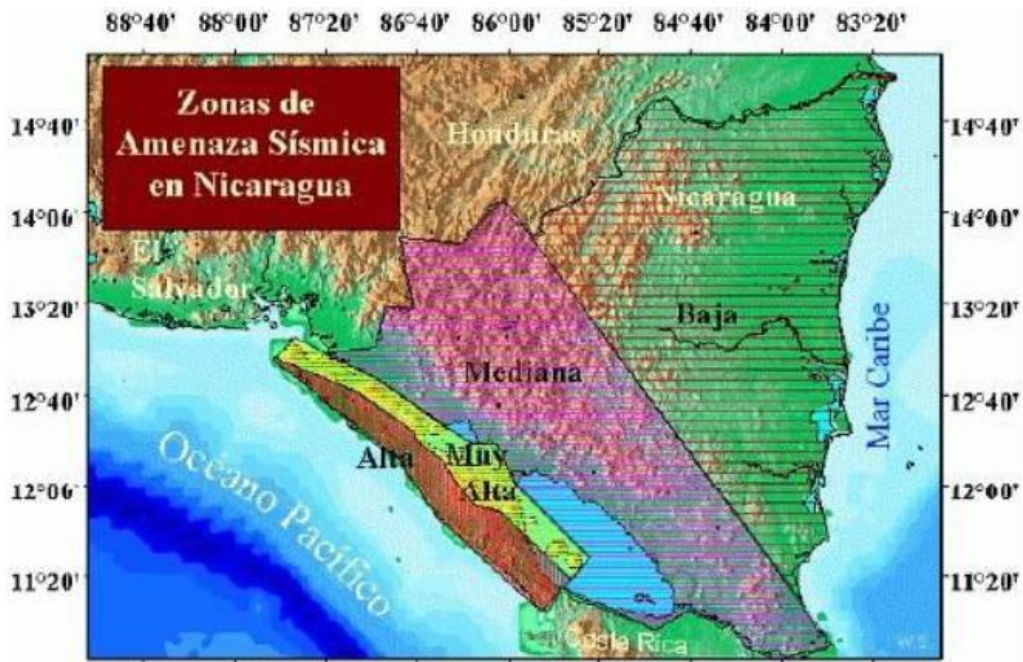 88°40' 88°00' 87°20' 86°40' 86°00' 85°20' 84°40' 84°00' 83°20'
Zonas de
Amenaza Sísmica
en Nicaragua
Honduras
Nicaragua
El
Salvador
Baja
Mediana
Mar Caribe
Alta
Muy
Alta
Océano Pacífico
Costa Rica
14°40'
14°06'
13°20'
12°40'
12°06'
11°20'
14°40'
14°00'
13°20'
12°40'
12°00'
11°20'